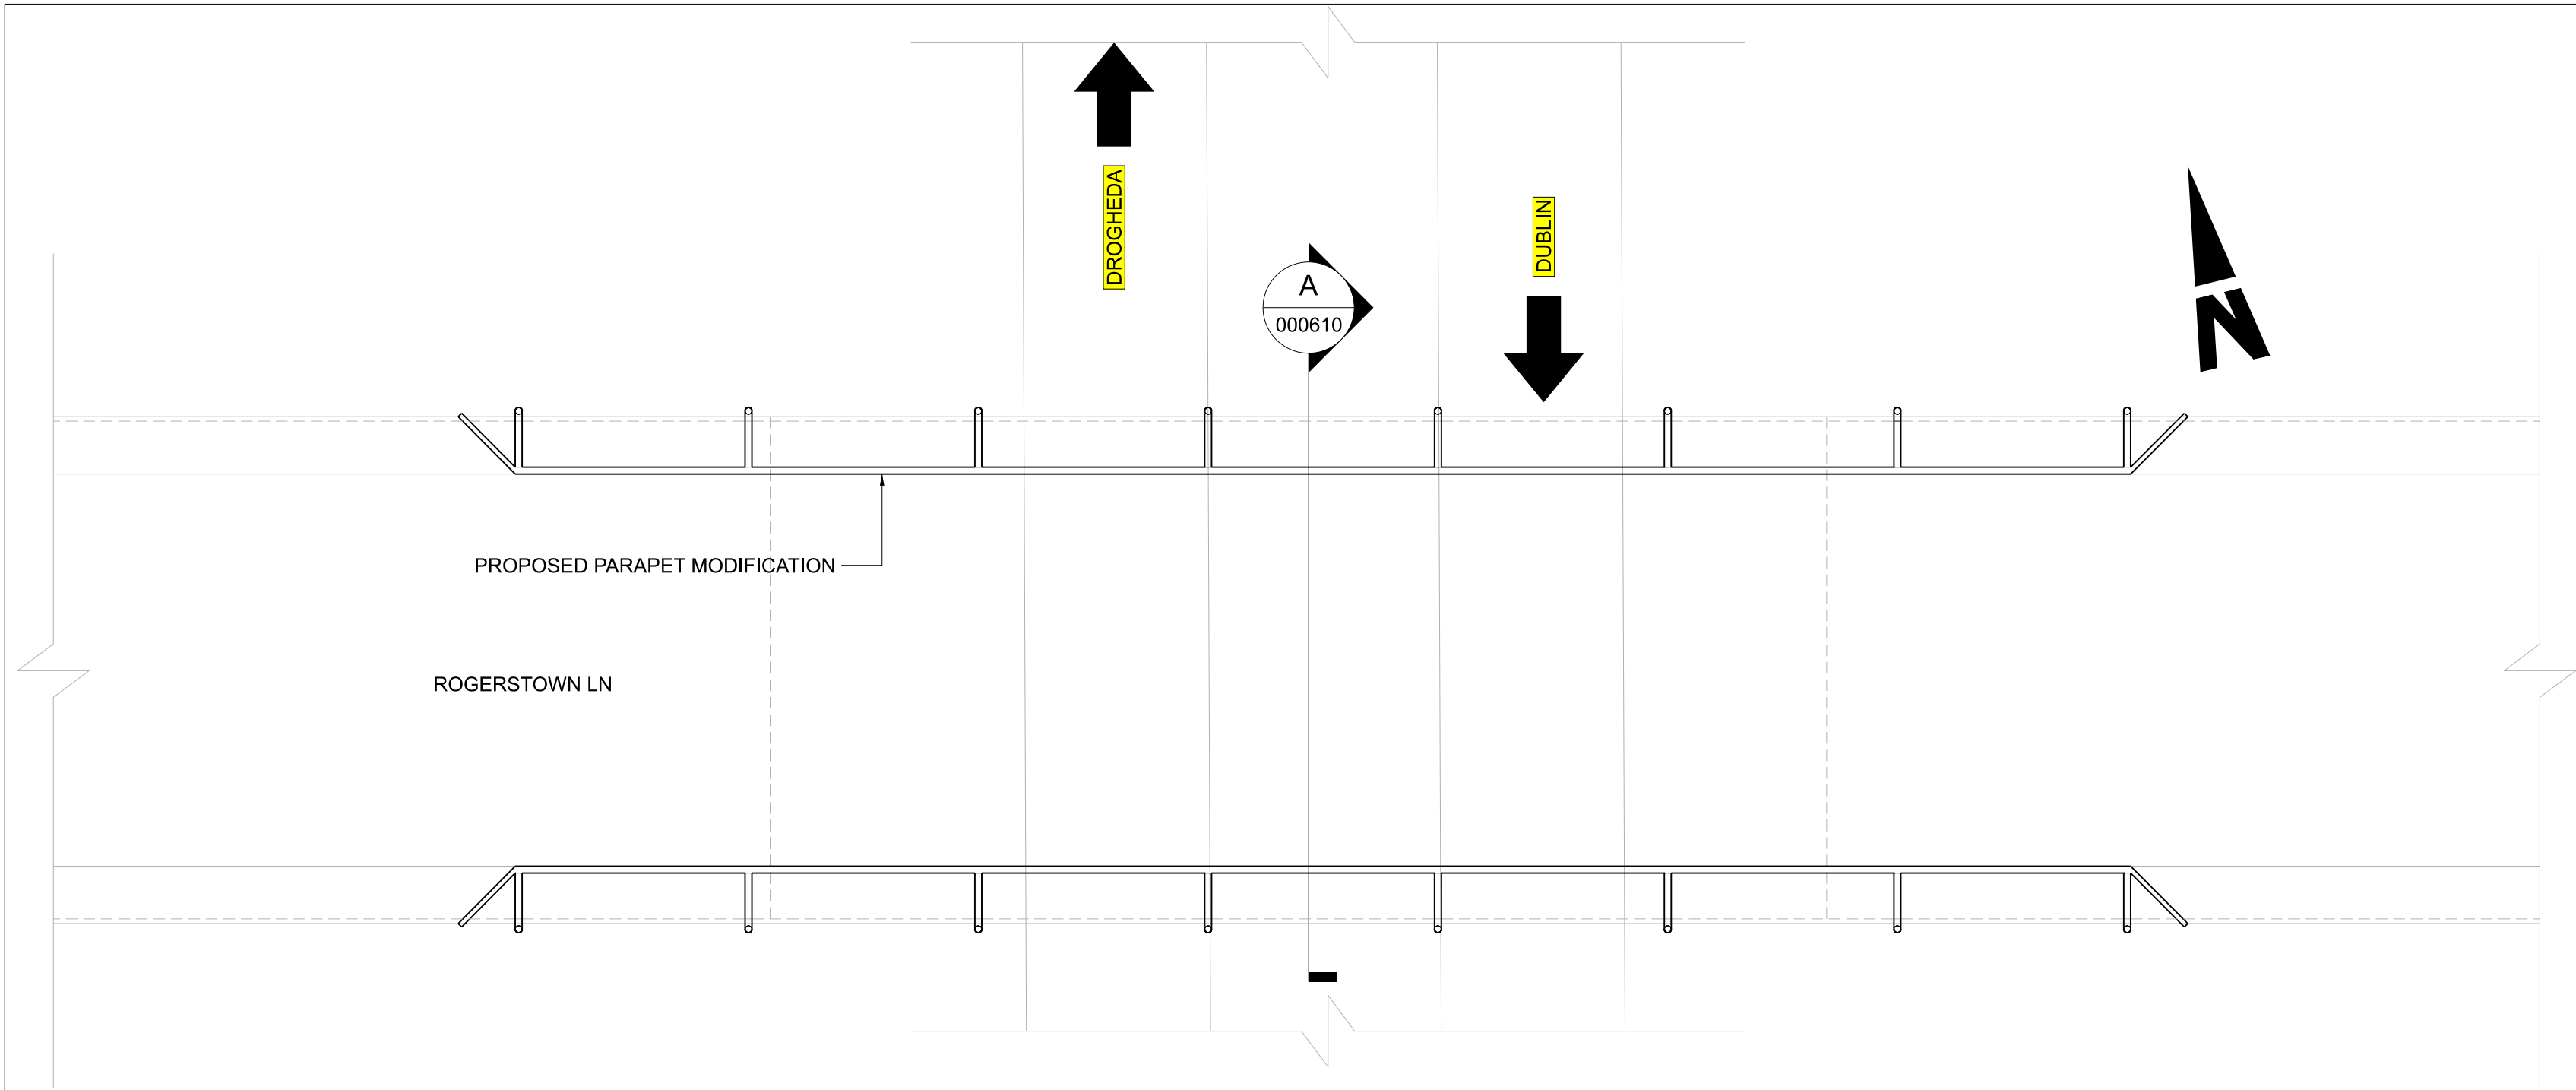 DROGHEDA
DUBLIN
A
000610
N
PROPOSED PARAPET MODIFICATION
ROGERSTOWN LN